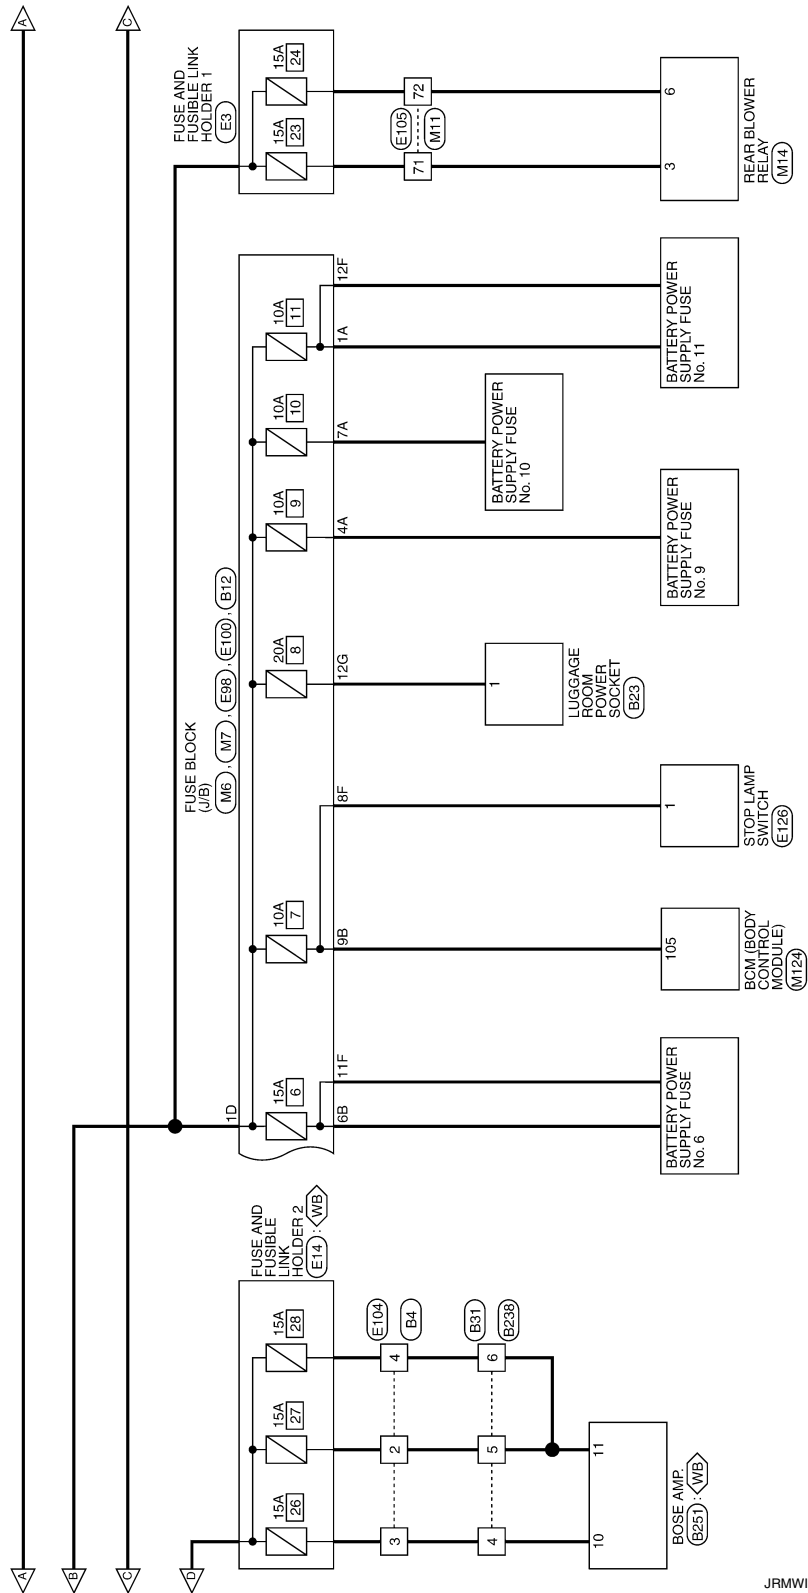 A
B
C
D
FUSE AND
FUSIBLE
LINK
HOLDER 2
E14 : WB
15A
26
15A
27
15A
28
3
2
4
E104
B4
4
5
6
B31
B238
10
11
BOSE AMP.
B251 : WB
1D
FUSE BLOCK
(J/B)
M6 , M7 , E98 , E100 , B12
15A
6
6B
11F
BATTERY POWER
SUPPLY FUSE
No. 6
10A
7
9B
8F
105
BCM (BODY
CONTROL
MODULE)
M124
1
STOP LAMP
SWITCH
E126
20A
8
12G
1
LUGGAGE
ROOM
POWER
SOCKET
B23
10A
9
4A
BATTERY POWER
SUPPLY FUSE
No. 9
10A
10
7A
BATTERY POWER
SUPPLY FUSE
No. 10
10A
11
1A
12F
BATTERY POWER
SUPPLY FUSE
No. 11
FUSE AND
FUSIBLE LINK
HOLDER 1
E3
15A
23
15A
24
71
72
E105
M11
3
6
REAR BLOWER
RELAY
M14
A
C
JRMWI